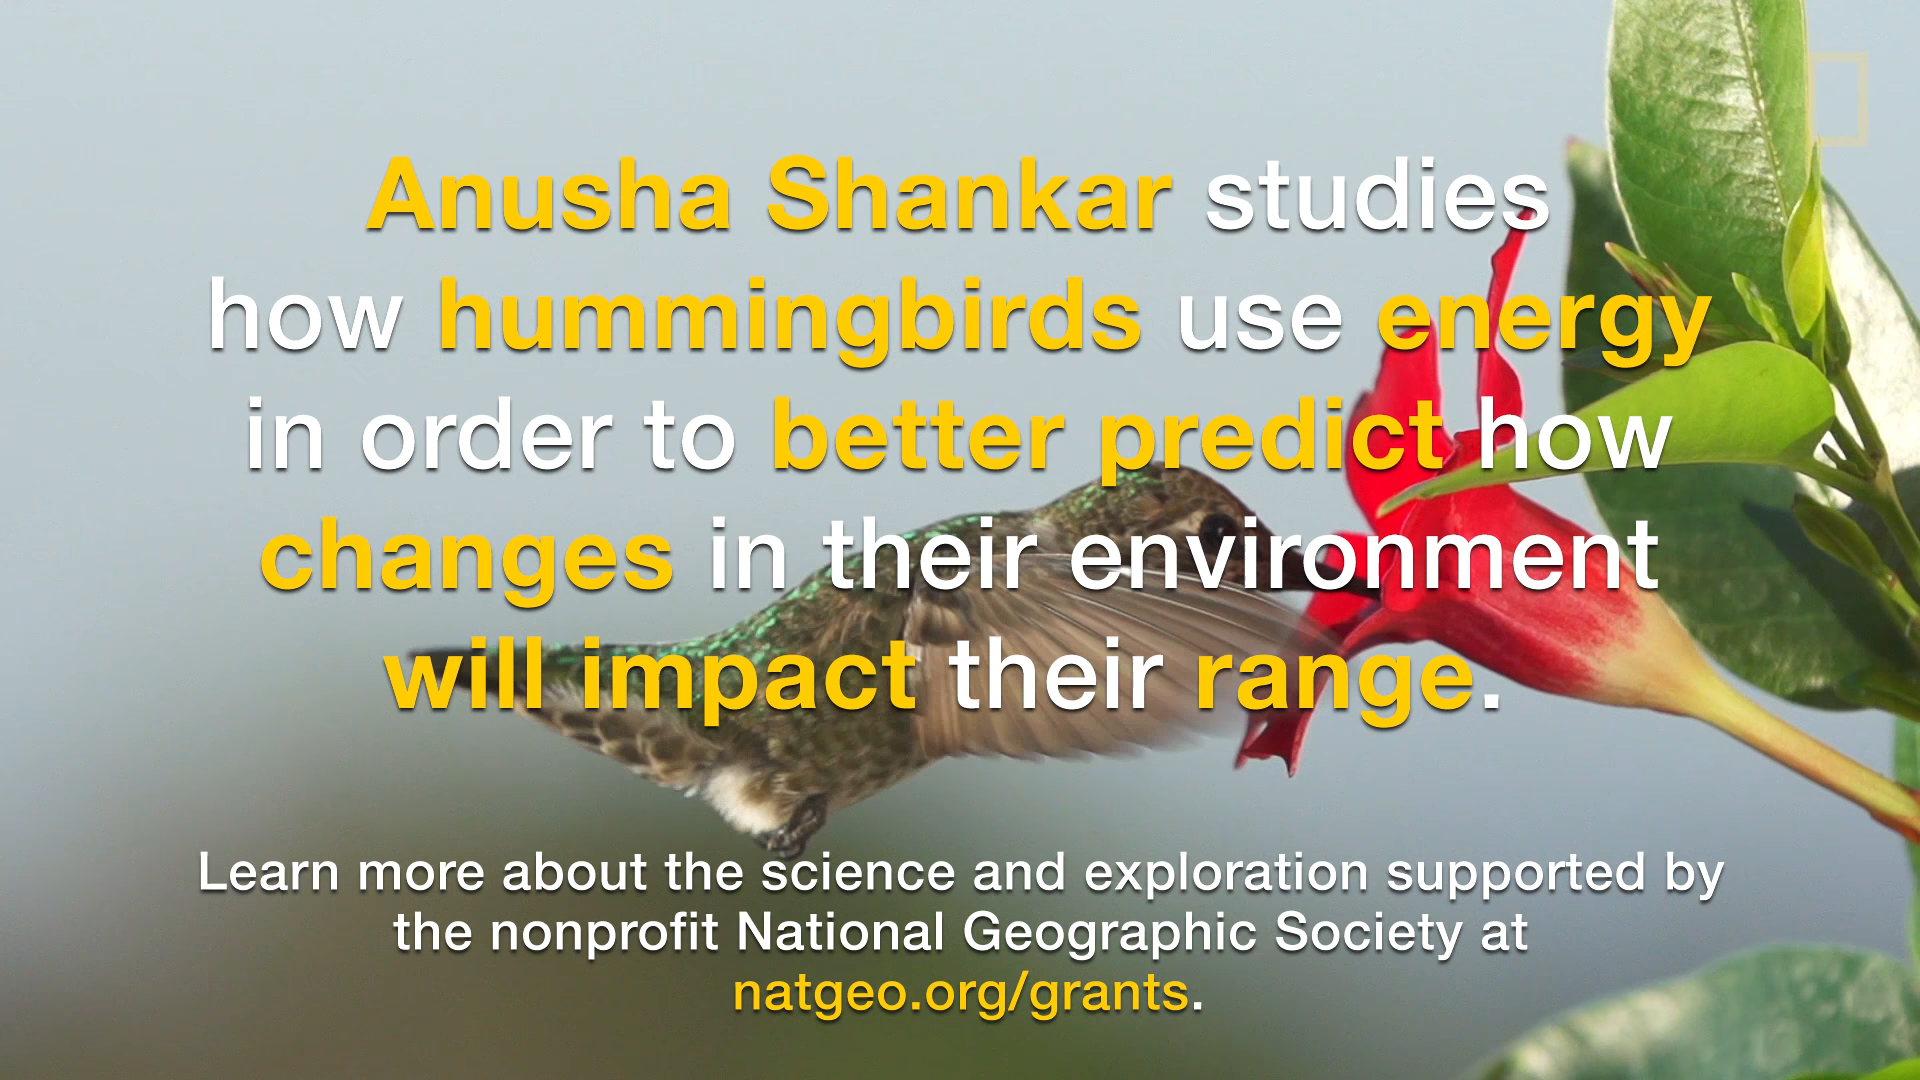 Anusha Shankar studies
how hummingbirds use energy
in order to better predict how
changes in their environment
will impact their range.
Learn more about the science and exploration supported by
the nonprofit National Geographic Society at
natgeo.org/grants.